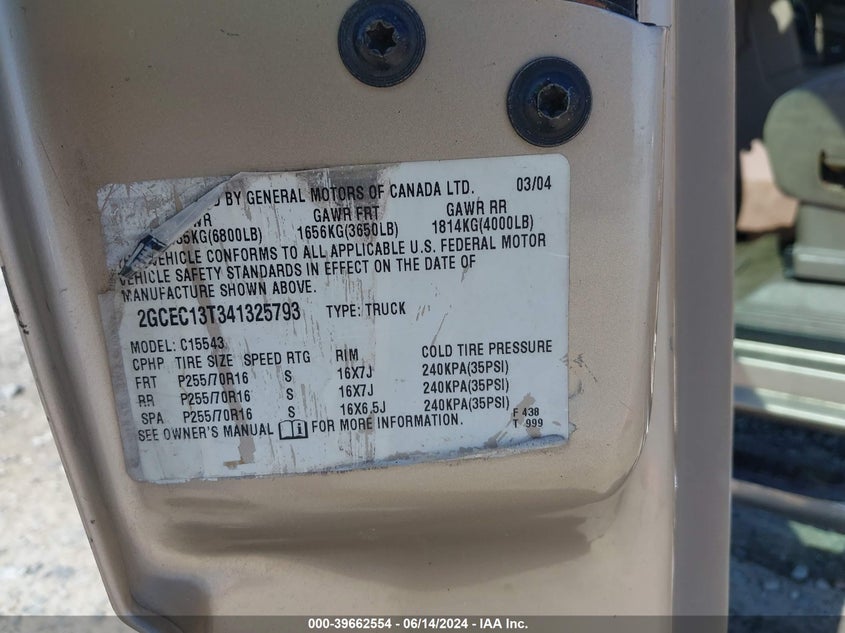 D BY GENERAL MOTORS OF CANADA LTD. 03/04
WR GAWR FRT GAWR RR
5KG(6800LB) 1656KG(3650LB) 1814KG(4000LB)
VEHICLE CONFORMS TO ALL APPLICABLE U.S. FEDERAL MOTOR
VEHICLE SAFETY STANDARDS IN EFFECT ON THE DATE OF
MANUFACTURE SHOWN ABOVE.
2GCEC13T341325793 TYPE: TRUCK
MODEL: C15543
CPHP TIRE SIZE SPEED RTG RIM COLD TIRE PRESSURE
FRT P255/70R16 S 16X7J 240KPA(35PSI)
RR P255/70R16 S 16X7J 240KPA(35PSI)
SPA P255/70R16 S 16X6.5J 240KPA(35PSI)
SEE OWNER'S MANUAL FOR MORE INFORMATION.
F 438
T 999
000-39662554 / 06/14/2024 - IAA Inc.